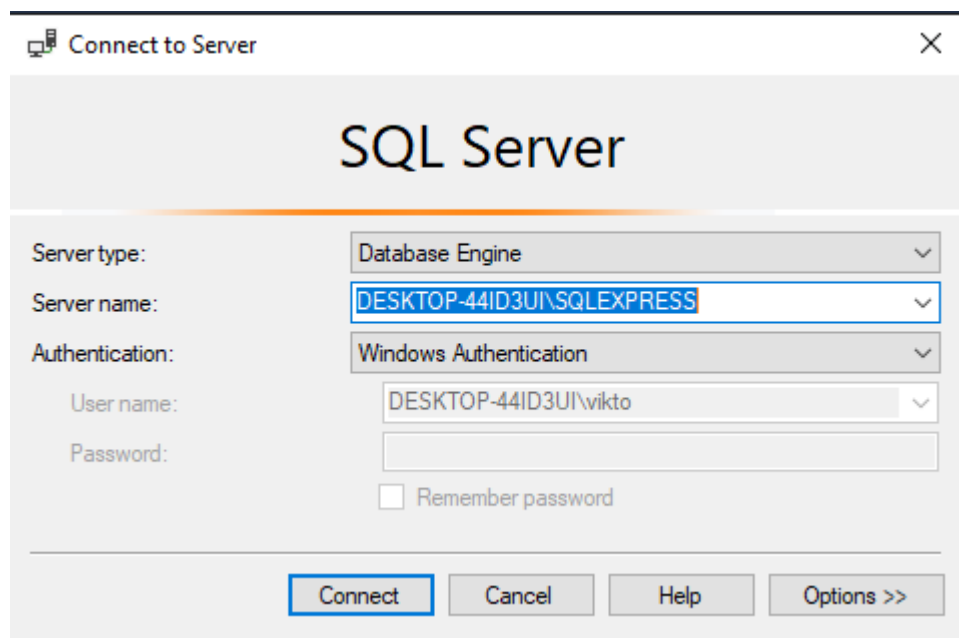 Connect to Server
SQL Server
Server type: Database Engine
Server name: DESKTOP-44ID3UI\SQLEXPRESS
Authentication: Windows Authentication
User name: DESKTOP-44ID3UI\vikto
Password:
Remember password
Connect Cancel Help Options >>